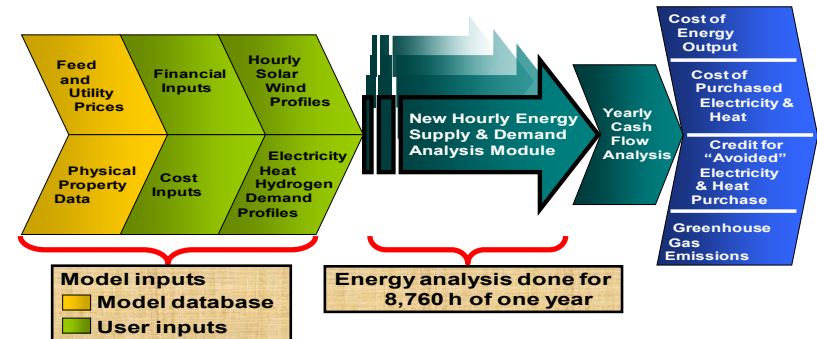 Feed
and
Utility
Prices
Financial
Inputs
Hourly
Solar
Wind
Profiles
Physical
Property
Data
Cost
Inputs
Electricity
Heat
Hydrogen
Demand
Profiles
New Hourly Energy
Supply & Demand
Analysis Module
Yearly
Cash
Flow
Analysis
Cost of
Energy
Output
Cost of
Purchased
Electricity &
Heat
Credit for
“Avoided”
Electricity
& Heat
Purchase
Greenhouse
Gas
Emissions
Model inputs
Model database
User inputs
Energy analysis done for
8,760 h of one year